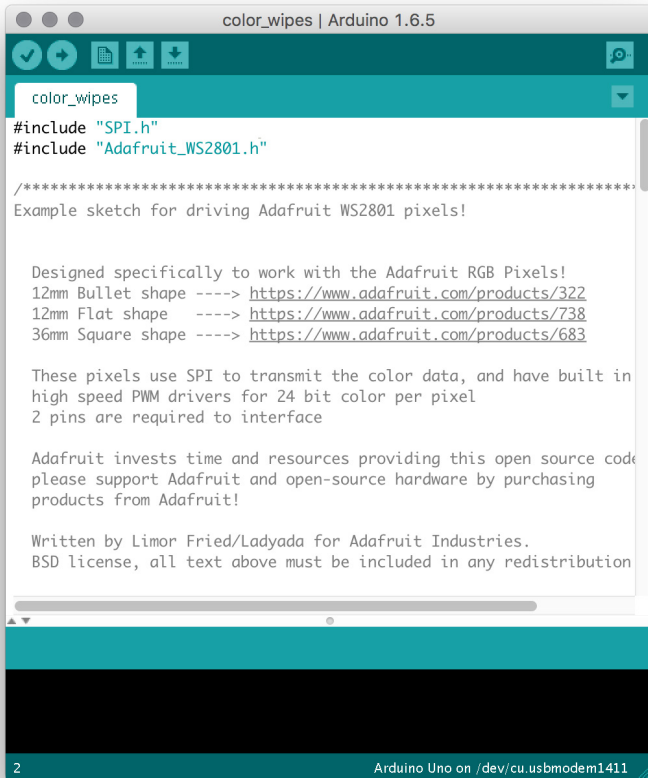 color_wipes | Arduino 1.6.5
color_wipes
#include "SPI.h"
#include "Adafruit_WS2801.h"
/********************************************************************
Example sketch for driving Adafruit WS2801 pixels!
Designed specifically to work with the Adafruit RGB Pixels!
12mm Bullet shape ----> https://www.adafruit.com/products/322
12mm Flat shape   ----> https://www.adafruit.com/products/738
36mm Square shape ----> https://www.adafruit.com/products/683
These pixels use SPI to transmit the color data, and have built in
high speed PWM drivers for 24 bit color per pixel
2 pins are required to interface
Adafruit invests time and resources providing this open source code
please support Adafruit and open-source hardware by purchasing
products from Adafruit!
Written by Limor Fried/Ladyada for Adafruit Industries.
BSD license, all text above must be included in any redistribution
2
Arduino Uno on /dev/cu.usbmodem1411